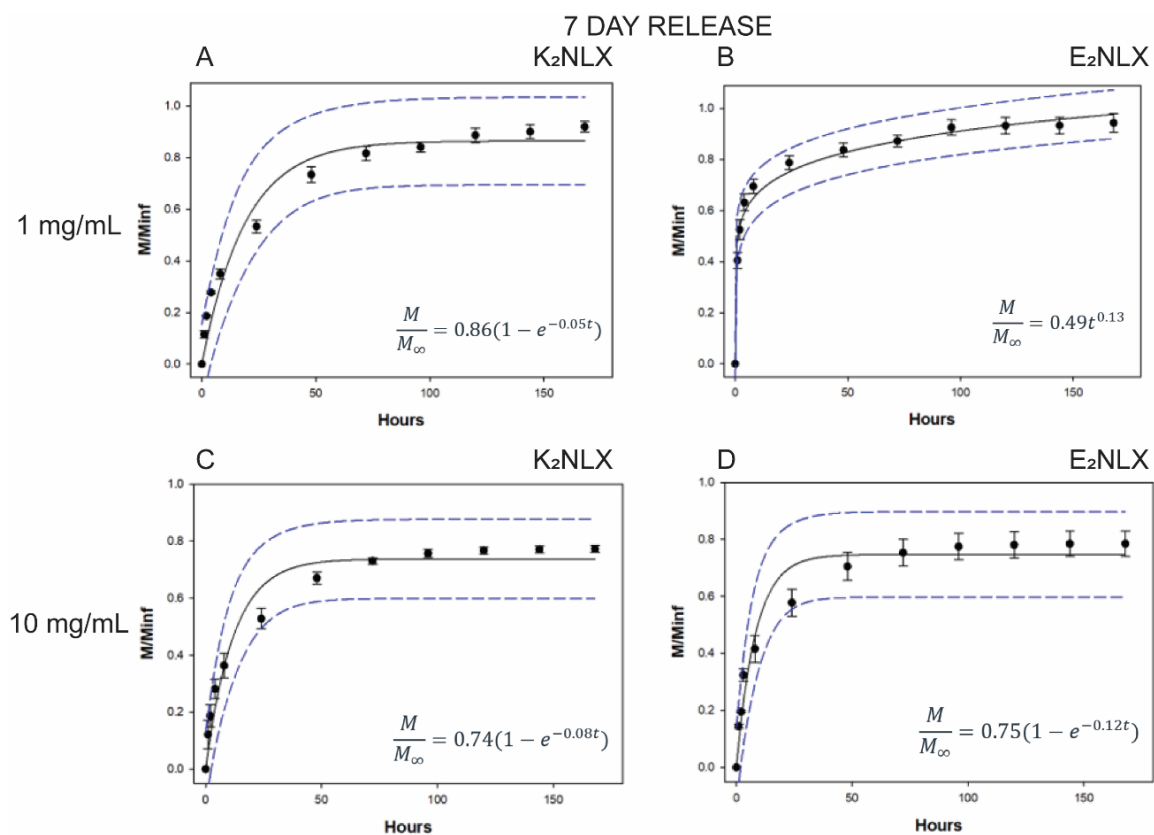 7 DAY RELEASE
A K₂NLX
B E₂NLX
1 mg/mL
M/Minf
1.0
0.8
0.6
0.4
0.2
0.0
M/M∞ = 0.86(1 − e^−0.05t)
0 50 100 150
Hours
M/Minf
1.0
0.8
0.6
0.4
0.2
0.0
M/M∞ = 0.49t^0.13
0 50 100 150
Hours
C K₂NLX
D E₂NLX
10 mg/mL
M/Minf
1.0
0.8
0.6
0.4
0.2
0.0
M/M∞ = 0.74(1 − e^−0.08t)
0 50 100 150
Hours
M/Minf
1.0
0.8
0.6
0.4
0.2
0.0
M/M∞ = 0.75(1 − e^−0.12t)
0 50 100 150
Hours